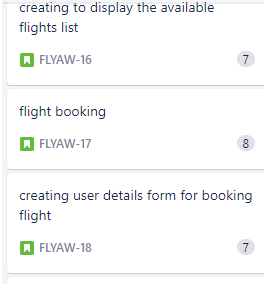 creating to display the available
flights list
FLYAW-16
7
flight booking
FLYAW-17
8
creating user details form for booking
flight
FLYAW-18
7